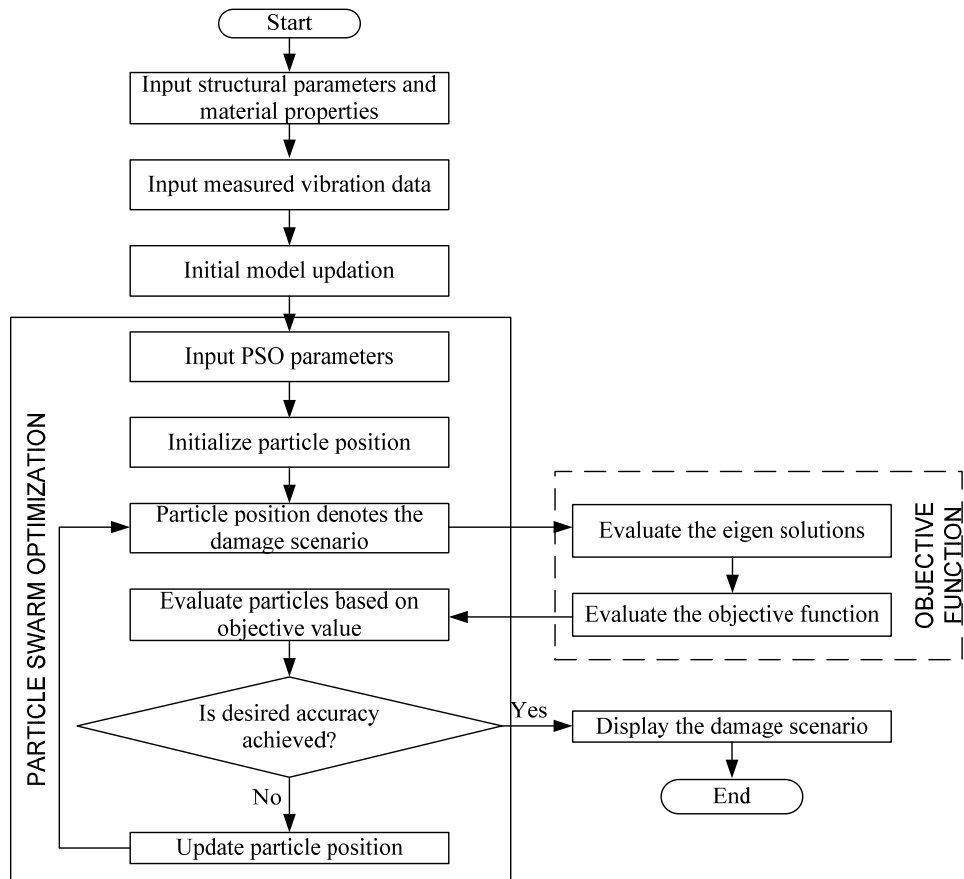 Start
Input structural parameters and
material properties
Input measured vibration data
Initial model updation
Input PSO parameters
Initialize particle position
PARTICLE SWARM OPTIMIZATION
Particle position denotes the
damage scenario
Evaluate the eigen solutions
Evaluate the objective function
OBJECTIVE
FUNCTION
Evaluate particles based on
objective value
Is desired accuracy
achieved?
Yes
Display the damage scenario
End
No
Update particle position